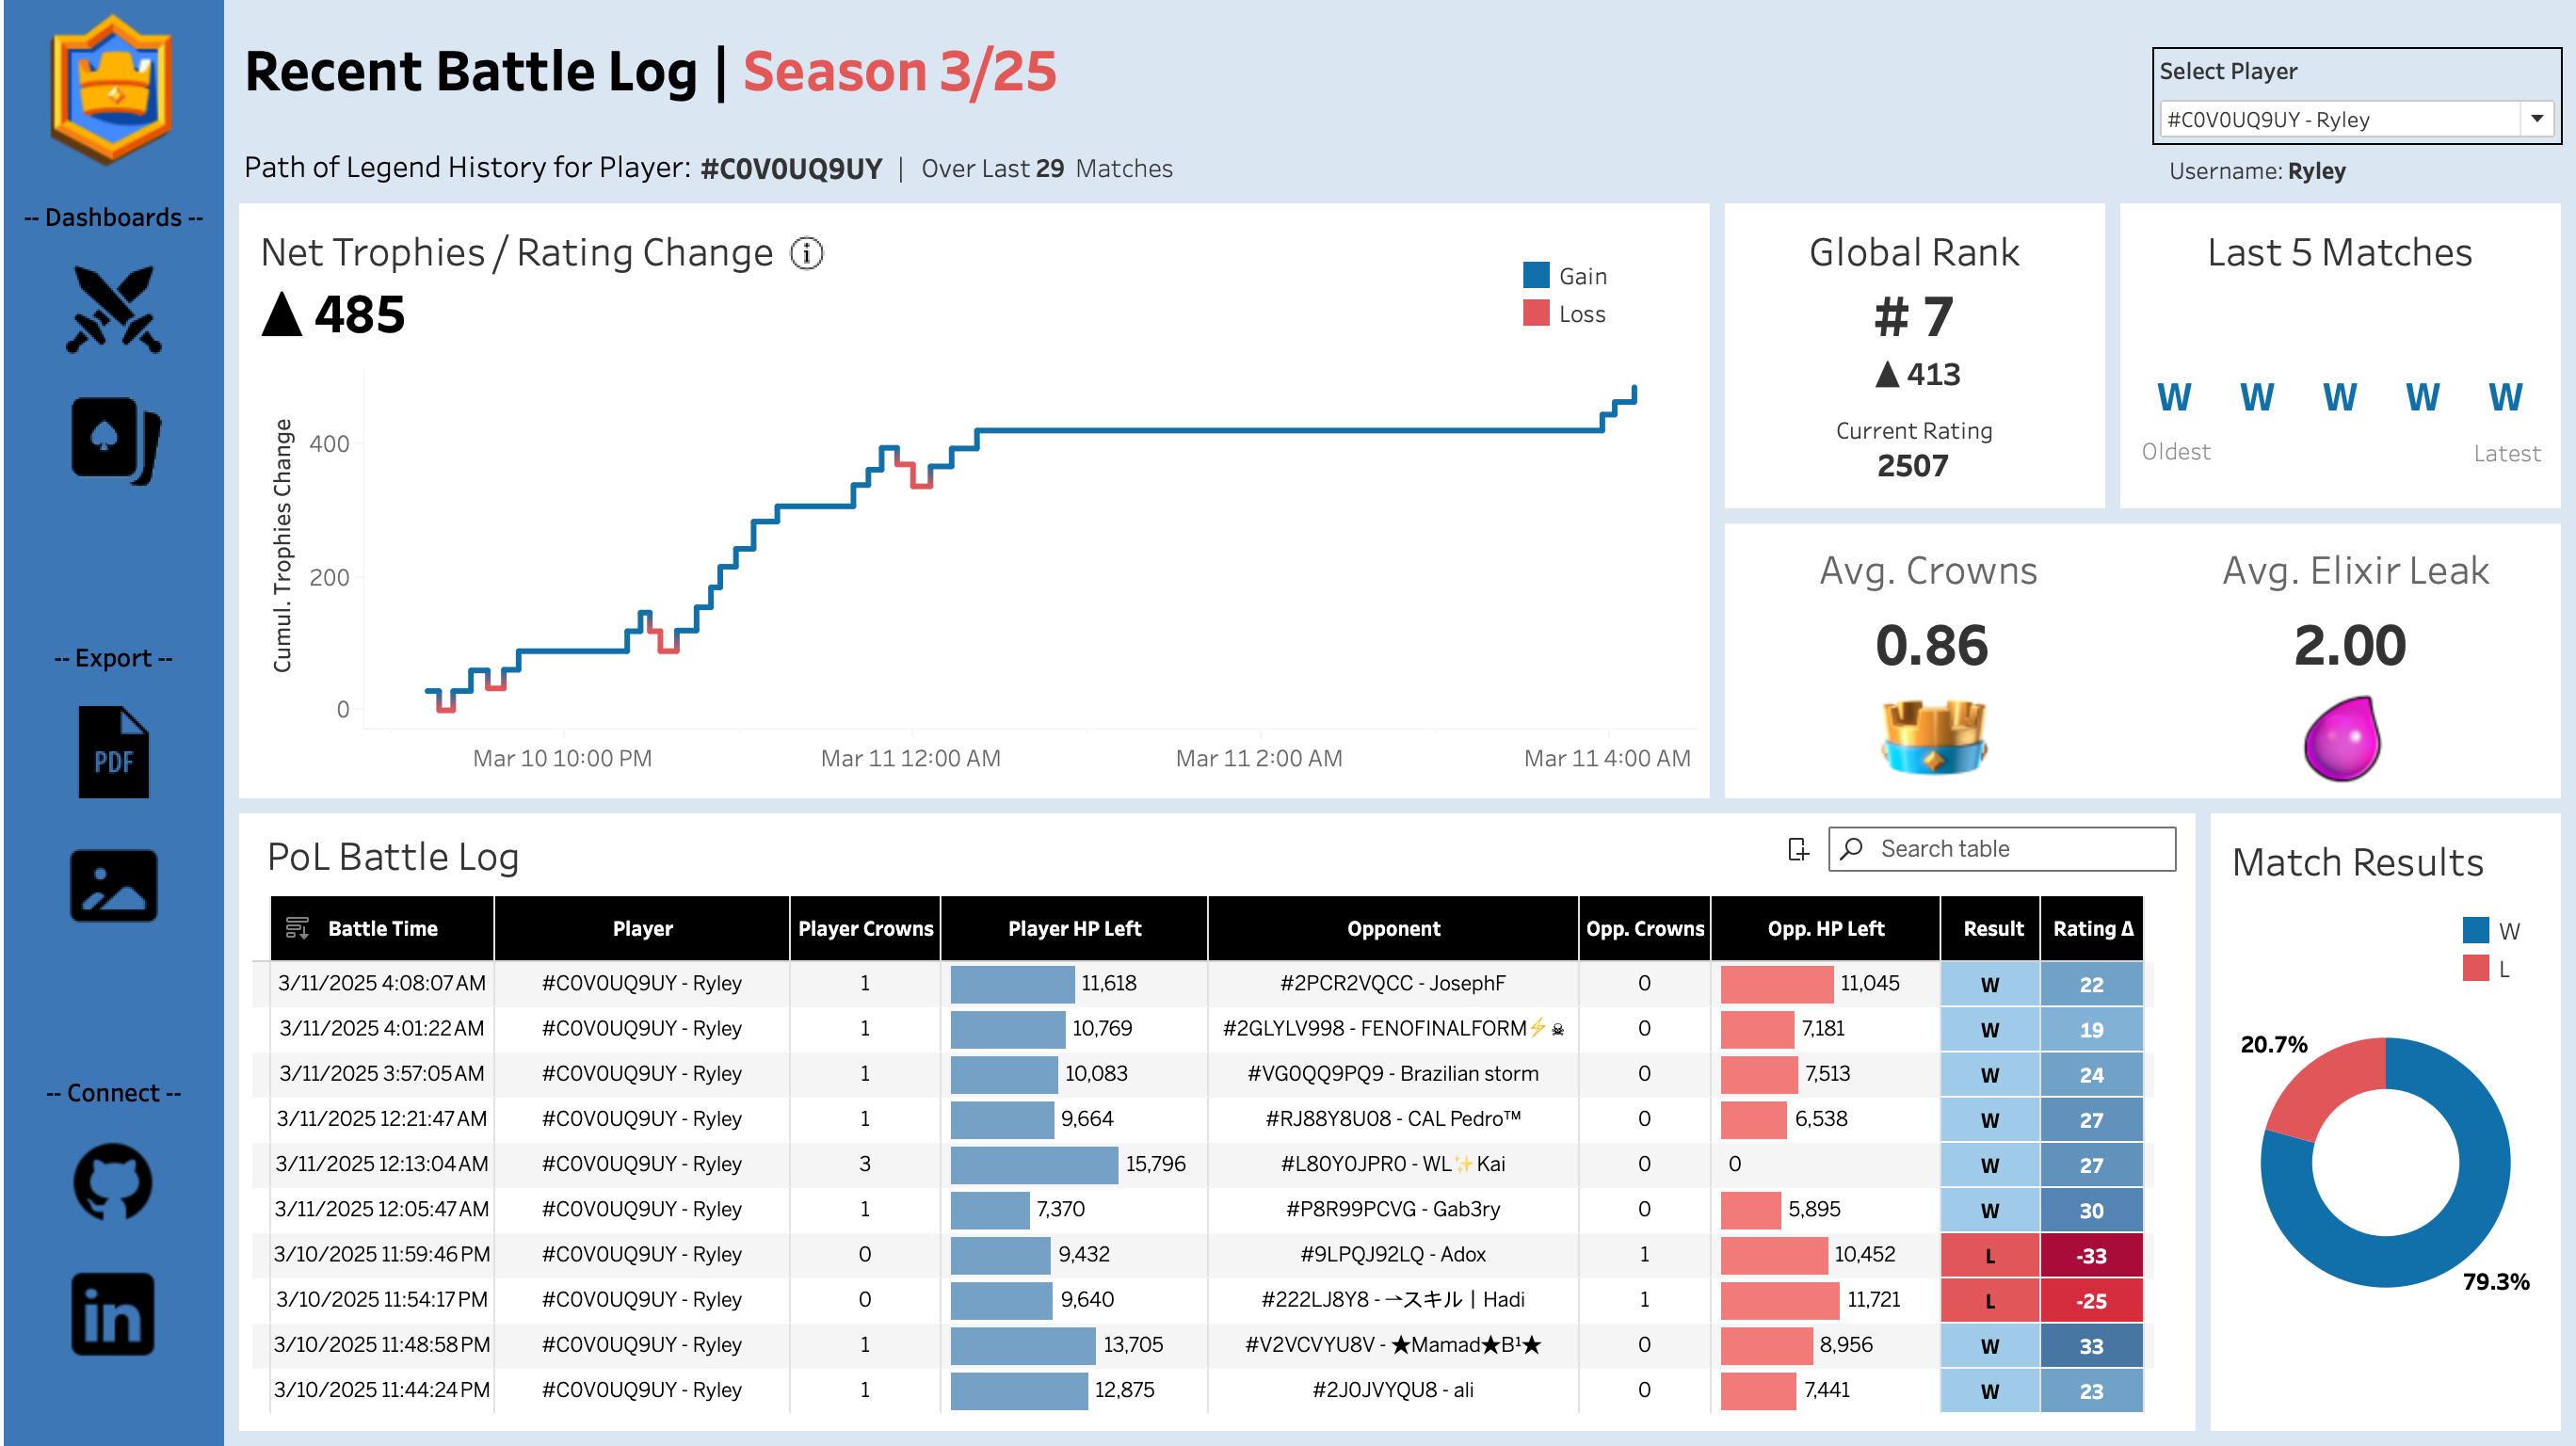 -- Dashboards --
-- Export --
PDF
-- Connect --
in
Recent Battle Log | Season 3/25
Select Player
#C0V0UQ9UY - Ryley
Path of Legend History for Player: #C0V0UQ9UY | Over Last 29 Matches
Username: Ryley
Net Trophies / Rating Change
▲ 485
Gain
Loss
Cumul. Trophies Change
400
200
0
Mar 10 10:00 PM
Mar 11 12:00 AM
Mar 11 2:00 AM
Mar 11 4:00 AM
Global Rank
# 7
▲ 413
Current Rating
2507
Last 5 Matches
W W W W W
Oldest
Latest
Avg. Crowns
0.86
Avg. Elixir Leak
2.00
PoL Battle Log
Search table
Battle Time Player Player Crowns Player HP Left Opponent Opp. Crowns Opp. HP Left Result Rating Δ
3/11/2025 4:08:07 AM #C0V0UQ9UY - Ryley 1 11,618 #2PCR2VQCC - JosephF 0 11,045 W 22
3/11/2025 4:01:22 AM #C0V0UQ9UY - Ryley 1 10,769 #2GLYLV998 - FENOFINALFORM⚡☠ 0 7,181 W 19
3/11/2025 3:57:05 AM #C0V0UQ9UY - Ryley 1 10,083 #VG0QQ9PQ9 - Brazilian storm 0 7,513 W 24
3/11/2025 12:21:47 AM #C0V0UQ9UY - Ryley 1 9,664 #RJ88Y8U08 - CAL Pedro™ 0 6,538 W 27
3/11/2025 12:13:04 AM #C0V0UQ9UY - Ryley 3 15,796 #L80Y0JPR0 - WL✨Kai 0 0 W 27
3/11/2025 12:05:47 AM #C0V0UQ9UY - Ryley 1 7,370 #P8R99PCVG - Gab3ry 0 5,895 W 30
3/10/2025 11:59:46 PM #C0V0UQ9UY - Ryley 0 9,432 #9LPQJ92LQ - Adox 1 10,452 L -33
3/10/2025 11:54:17 PM #C0V0UQ9UY - Ryley 0 9,640 #222LJ8Y8 - ⇀スキル丨Hadi 1 11,721 L -25
3/10/2025 11:48:58 PM #C0V0UQ9UY - Ryley 1 13,705 #V2VCVYU8V - ★Mamad★B¹★ 0 8,956 W 33
3/10/2025 11:44:24 PM #C0V0UQ9UY - Ryley 1 12,875 #2J0JVYQU8 - ali 0 7,441 W 23
Match Results
W
L
20.7%
79.3%